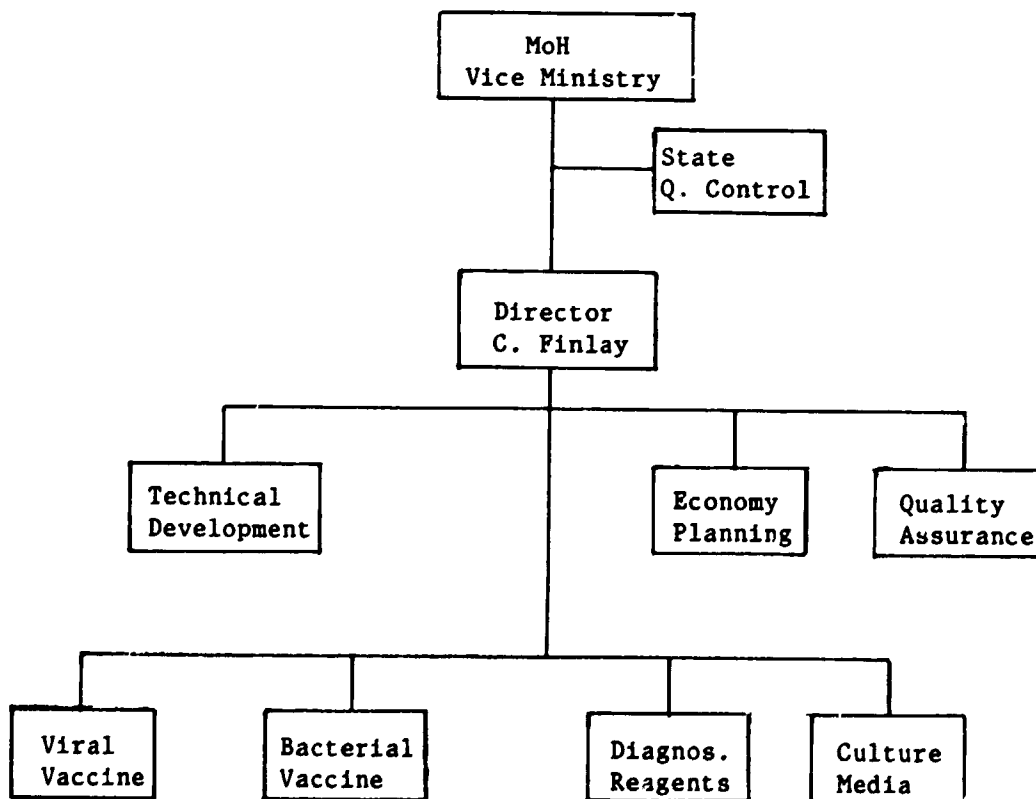 MoH
Vice Ministry
State
Q. Control
Director
C. Finlay
Technical
Development
Economy
Planning
Quality
Assurance
Viral
Vaccine
Bacterial
Vaccine
Diagnos.
Reagents
Culture
Media